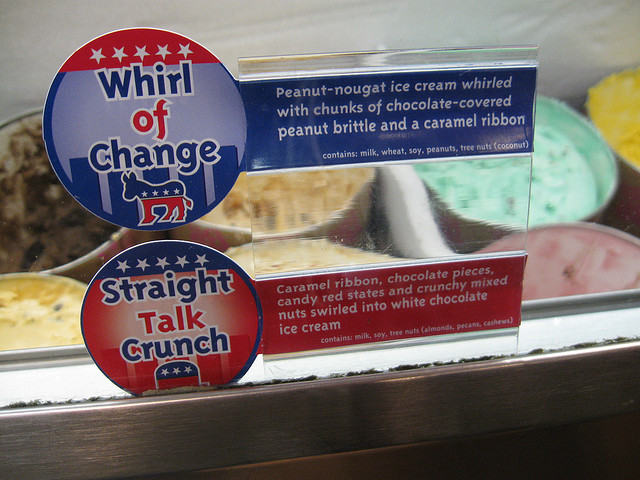 Whirl
of
Change
Peanut-nougat ice cream whirled
with chunks of chocolate-covered
peanut brittle and a caramel ribbon
contains: milk, wheat, soy, peanuts, tree nuts (coconut)
Straight
Talk
Crunch
Caramel ribbon, chocolate pieces,
candy red states and crunchy mixed
nuts swirled into white chocolate
ice cream
contains: milk, soy, tree nuts (almonds, pecans, cashews)